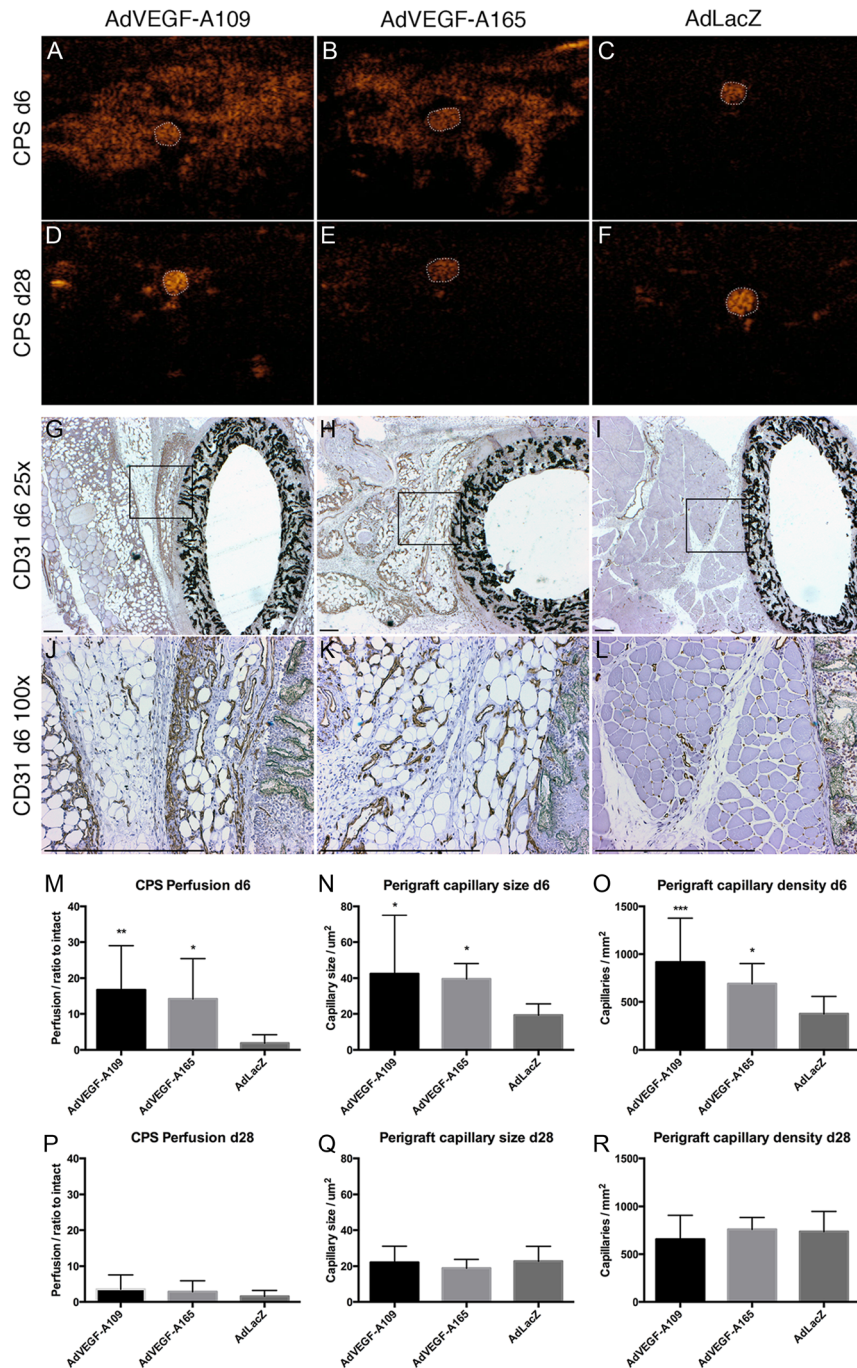 AdVEGF-A109 AdVEGF-A165 AdLacZ
CPS d6
A B C
CPS d28
D E F
CD31 d6 25x
G H I
CD31 d6 100x
J K L
M CPS Perfusion d6
Perfusion / ratio to intact
40
30
20
10
0
** *
AdVEGF-A109 AdVEGF-A165 AdLacZ
N Perigraft capillary size d6
Capillary size / um²
80
60
40
20
0
* *
AdVEGF-A109 AdVEGF-A165 AdLacZ
O Perigraft capillary density d6
Capillaries / mm²
1500
1000
500
0
*** *
AdVEGF-A109 AdVEGF-A165 AdLacZ
P CPS Perfusion d28
Perfusion / ratio to intact
40
30
20
10
0
AdVEGF-A109 AdVEGF-A165 AdLacZ
Q Perigraft capillary size d28
Capillary size / um²
80
60
40
20
0
AdVEGF-A109 AdVEGF-A165 AdLacZ
R Perigraft capillary density d28
Capillaries / mm²
1500
1000
500
0
AdVEGF-A109 AdVEGF-A165 AdLacZ